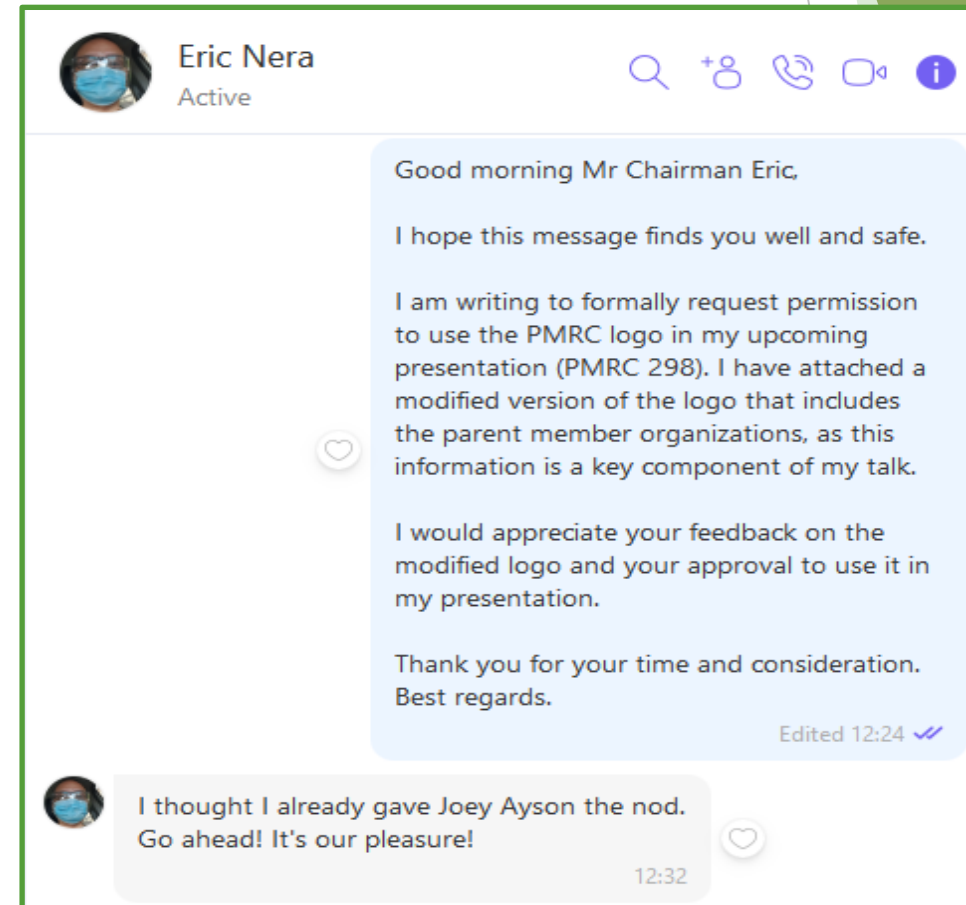 Eric Nera
Active
Good morning Mr Chairman Eric,
I hope this message finds you well and safe.
I am writing to formally request permission
to use the PMRC logo in my upcoming
presentation (PMRC 298). I have attached a
modified version of the logo that includes
the parent member organizations, as this
information is a key component of my talk.
I would appreciate your feedback on the
modified logo and your approval to use it in
my presentation.
Thank you for your time and consideration.
Best regards.
Edited 12:24
I thought I already gave Joey Ayson the nod.
Go ahead! It's our pleasure!
12:32